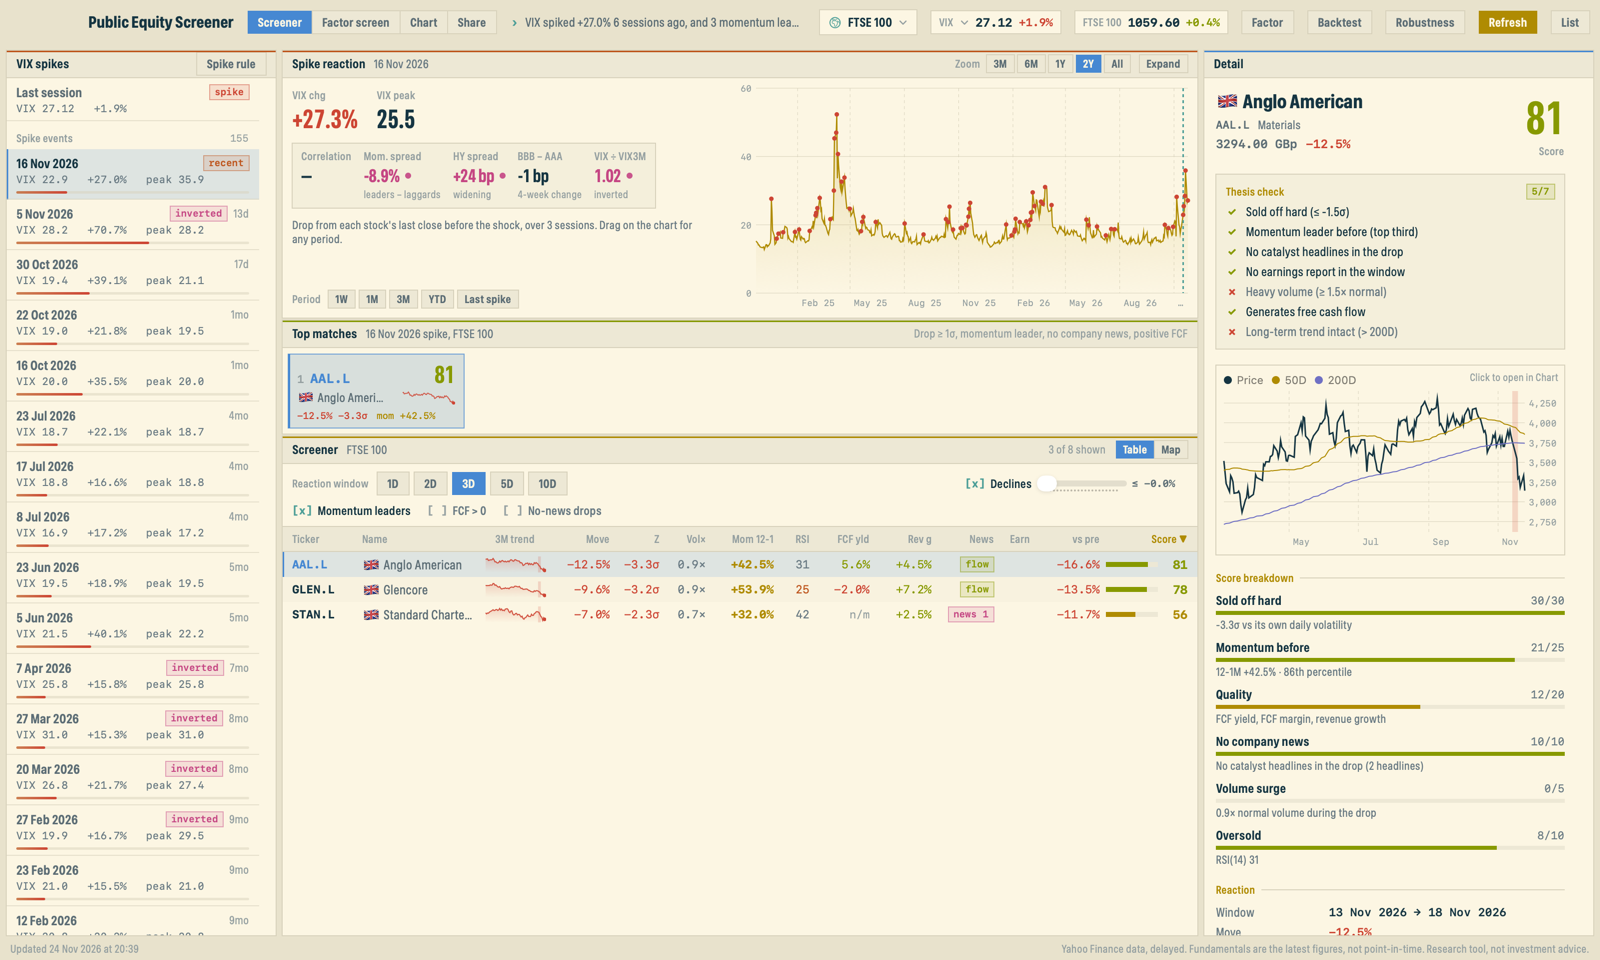 Public Equity Screener
Screener
Factor screen
Chart
Share
› VIX spiked +27.0% 6 sessions ago, and 3 momentum lea…
FTSE 100
VIX 27.12 +1.9%
FTSE 100 1059.60 +0.4%
Factor
Backtest
Robustness
Refresh
List
VIX spikes
Spike rule
Last session spike
VIX 27.12 +1.9%
Spike events 155
16 Nov 2026 recent
VIX 22.9 +27.0% peak 35.9
5 Nov 2026 inverted 13d
VIX 28.2 +70.7% peak 28.2
30 Oct 2026 17d
VIX 19.4 +39.1% peak 21.1
22 Oct 2026 1mo
VIX 19.0 +21.8% peak 19.5
16 Oct 2026 1mo
VIX 20.0 +35.5% peak 20.0
23 Jul 2026 4mo
VIX 18.7 +22.1% peak 18.7
17 Jul 2026 4mo
VIX 18.8 +16.6% peak 18.8
8 Jul 2026 4mo
VIX 16.9 +17.2% peak 17.2
23 Jun 2026 5mo
VIX 19.5 +18.9% peak 19.5
5 Jun 2026 5mo
VIX 21.5 +40.1% peak 22.2
7 Apr 2026 inverted 7mo
VIX 25.8 +15.8% peak 25.8
27 Mar 2026 inverted 8mo
VIX 31.0 +15.3% peak 31.0
20 Mar 2026 inverted 8mo
VIX 26.8 +21.7% peak 27.4
27 Feb 2026 inverted 9mo
VIX 19.9 +16.7% peak 29.5
23 Feb 2026 9mo
VIX 21.0 +15.5% peak 21.0
12 Feb 2026 9mo
Spike reaction 16 Nov 2026
Zoom 3M 6M 1Y 2Y All Expand
VIX chg VIX peak
+27.3% 25.5
Correlation Mom. spread HY spread BBB – AAA VIX ÷ VIX3M
— -8.9% • +24 bp • -1 bp 1.02 •
leaders – laggards widening 4-week change inverted
Drop from each stock's last close before the shock, over 3 sessions. Drag on the chart for
any period.
Period 1W 1M 3M YTD Last spike
60
40
20
0
Feb 25 May 25 Aug 25 Nov 25 Feb 26 May 26 Aug 26 …
Top matches 16 Nov 2026 spike, FTSE 100
Drop ≥ 1σ, momentum leader, no company news, positive FCF
1 AAL.L 81
Anglo Ameri…
−12.5% −3.3σ mom +42.5%
Screener FTSE 100
3 of 8 shown Table Map
Reaction window 1D 2D 3D 5D 10D
[x] Declines ≤ −0.0%
[x] Momentum leaders [ ] FCF > 0 [ ] No-news drops
Ticker Name 3M trend Move Z Vol× Mom 12-1 RSI FCF yld Rev g News Earn vs pre Score ▼
AAL.L Anglo American −12.5% −3.3σ 0.9× +42.5% 31 5.6% +4.5% flow −16.6% 81
GLEN.L Glencore −9.6% −3.2σ 0.9× +53.9% 25 −2.0% +7.2% flow −13.5% 78
STAN.L Standard Charte… −7.0% −2.3σ 0.7× +32.0% 42 n/m +2.5% news 1 −11.7% 56
Detail
Anglo American
AAL.L Materials
3294.00 GBp −12.5%
81
Score
Thesis check 5/7
Sold off hard (≤ -1.5σ)
Momentum leader before (top third)
No catalyst headlines in the drop
No earnings report in the window
Heavy volume (≥ 1.5× normal)
Generates free cash flow
Long-term trend intact (> 200D)
Price 50D 200D Click to open in Chart
4,250
4,000
3,750
3,500
3,250
3,000
2,750
May Jul Sep Nov
Score breakdown
Sold off hard 30/30
-3.3σ vs its own daily volatility
Momentum before 21/25
12-1M +42.5% · 86th percentile
Quality 12/20
FCF yield, FCF margin, revenue growth
No company news 10/10
No catalyst headlines in the drop (2 headlines)
Volume surge 0/5
0.9× normal volume during the drop
Oversold 8/10
RSI(14) 31
Reaction
Window 13 Nov 2026 → 18 Nov 2026
Move −12.5%
Updated 24 Nov 2026 at 20:39
Yahoo Finance data, delayed. Fundamentals are the latest figures, not point-in-time. Research tool, not investment advice.